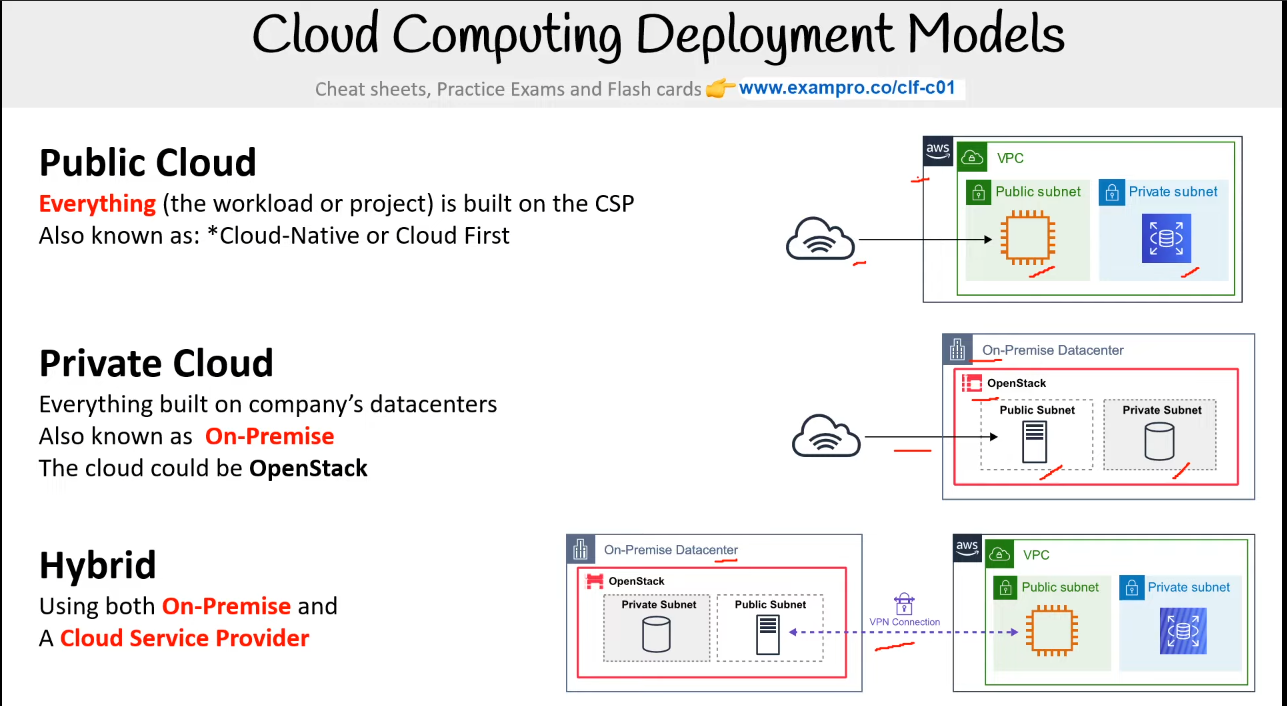 Cloud Computing Deployment Models
Cheat sheets, Practice Exams and Flash cards 👉 www.exampro.co/clf-c01
Public Cloud
Everything (the workload or project) is built on the CSP
Also known as: *Cloud-Native or Cloud First
aws
VPC
Public subnet
Private subnet
Private Cloud
Everything built on company’s datacenters
Also known as On-Premise
The cloud could be OpenStack
On-Premise Datacenter
OpenStack
Public Subnet
Private Subnet
Hybrid
Using both On-Premise and
A Cloud Service Provider
On-Premise Datacenter
OpenStack
Private Subnet
Public Subnet
VPN Connection
aws
VPC
Public subnet
Private subnet